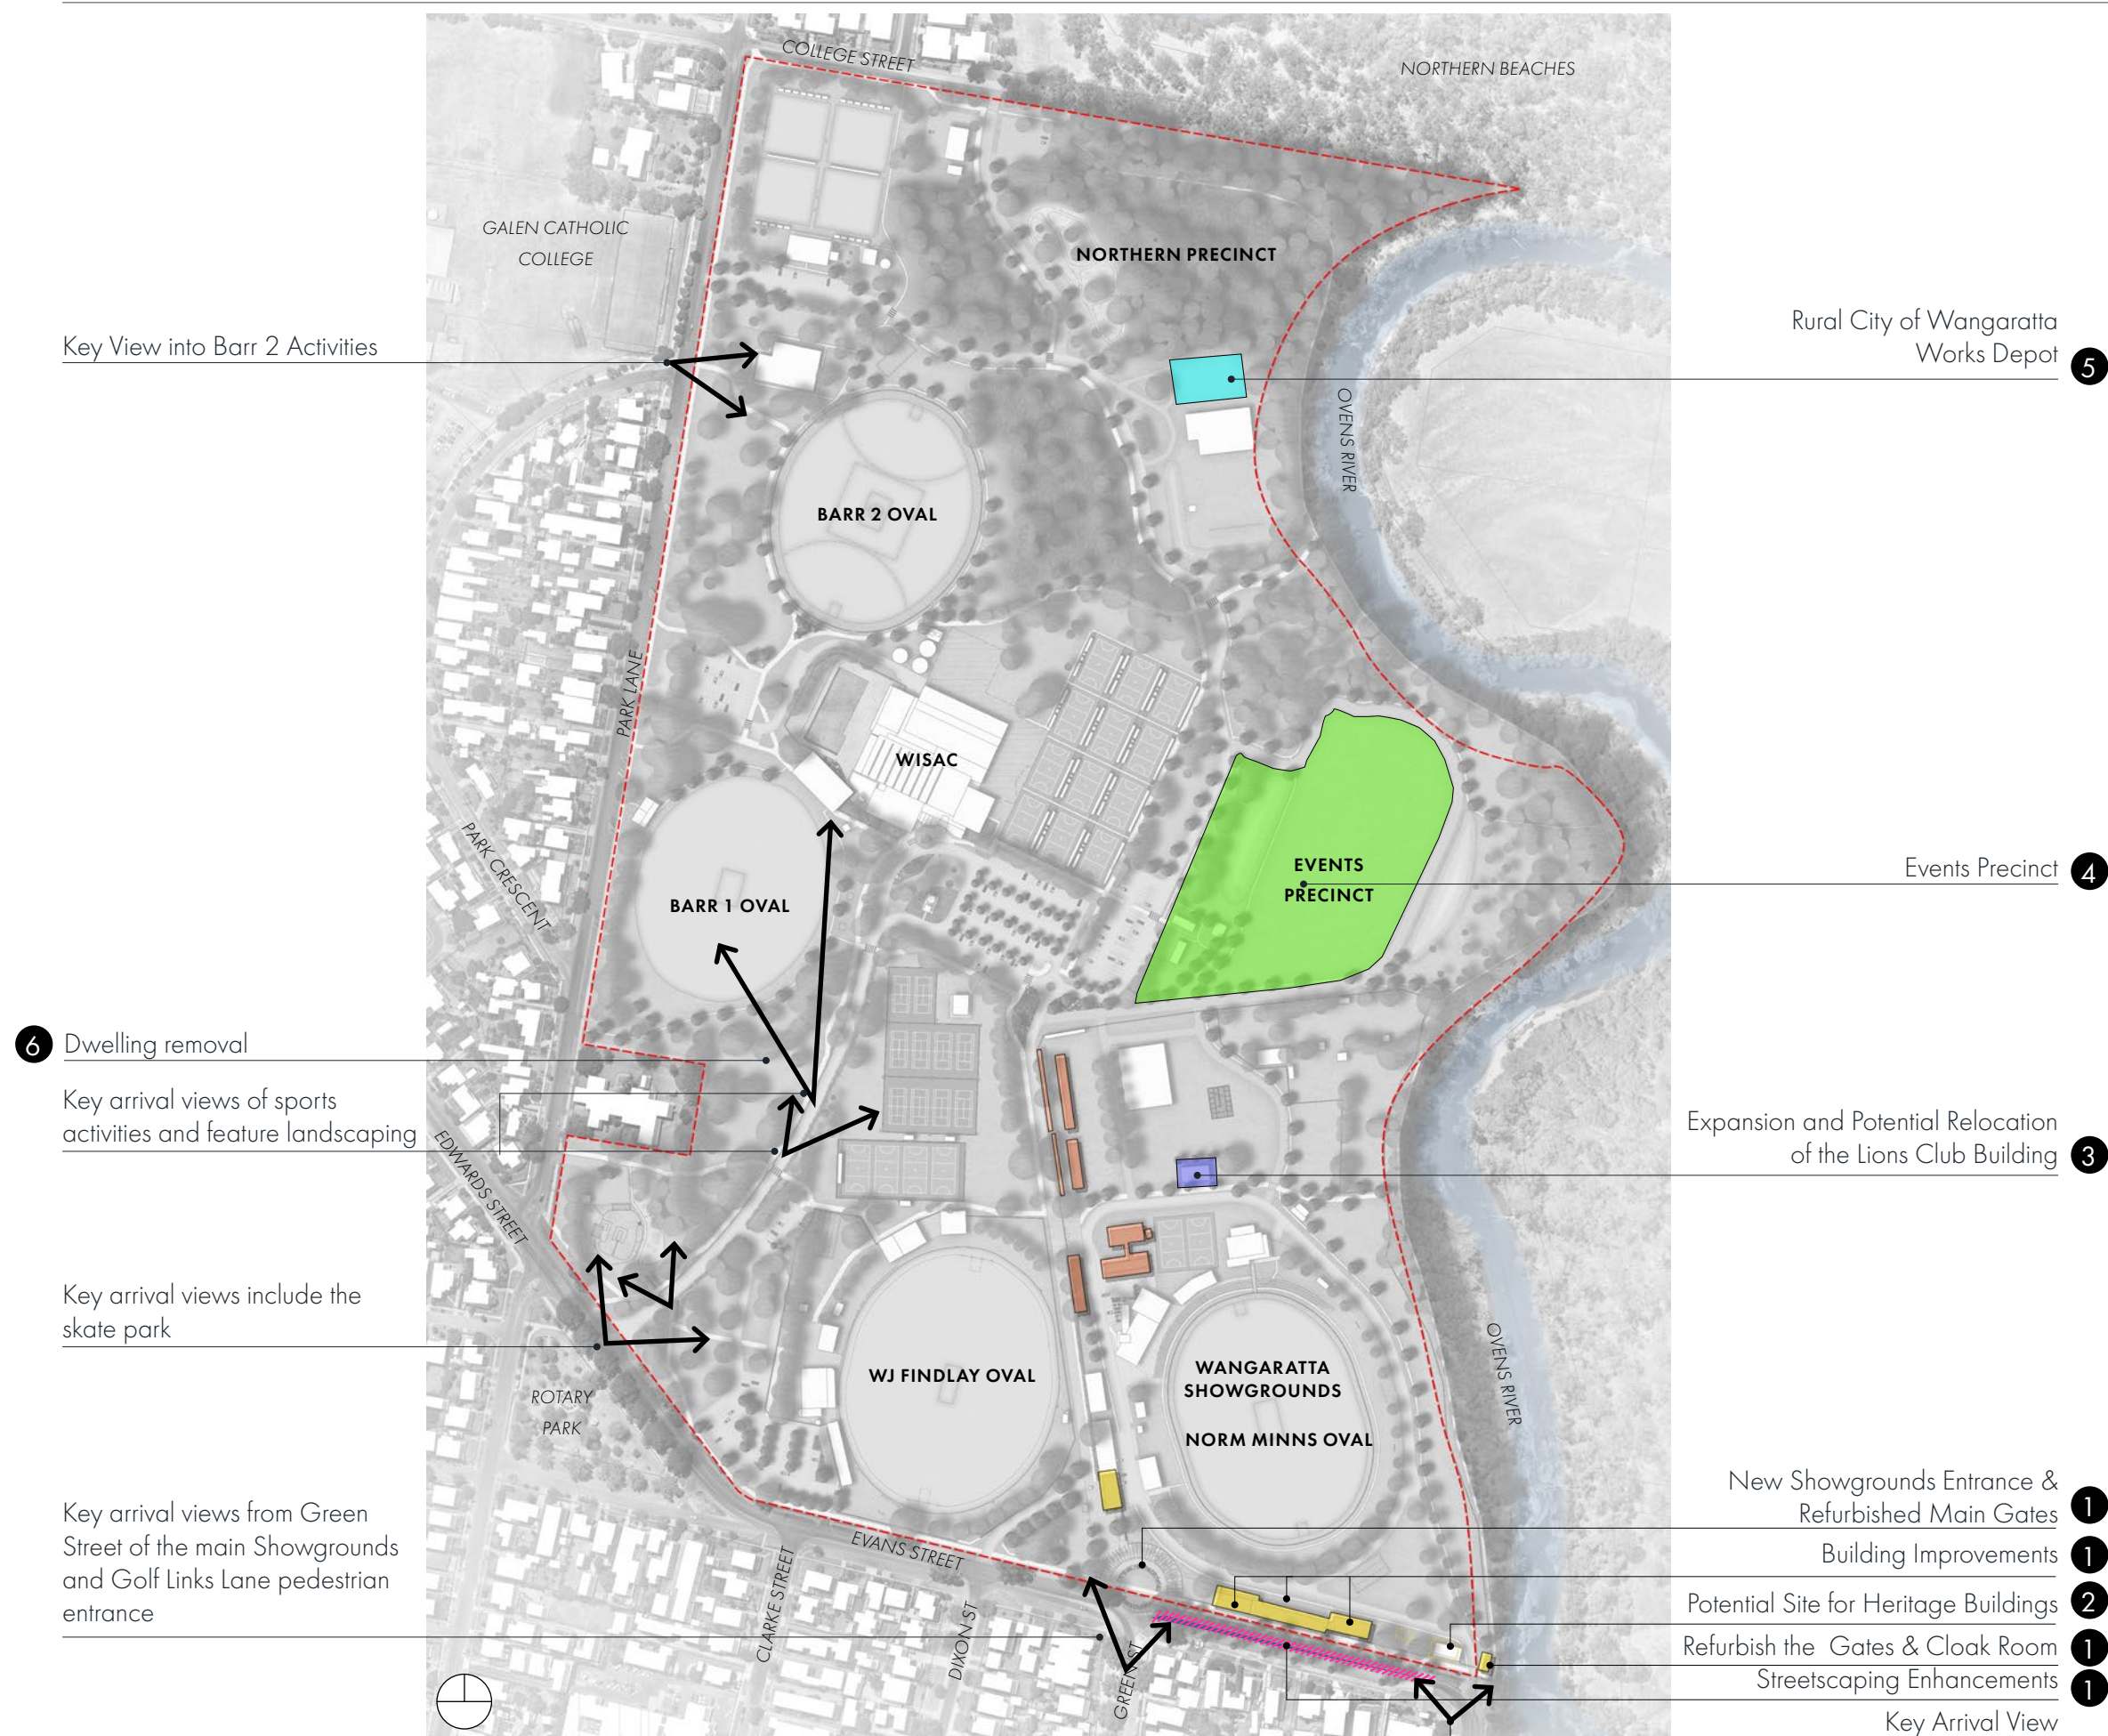 COLLEGE STREET
NORTHERN BEACHES
GALEN CATHOLIC
COLLEGE
NORTHERN PRECINCT
Key View into Barr 2 Activities
Rural City of Wangaratta
Works Depot
5
OVENS RIVER
BARR 2 OVAL
PARK LANE
WISAC
PARK CRESCENT
EVENTS
PRECINCT
Events Precinct
4
BARR 1 OVAL
6
Dwelling removal
Key arrival views of sports
activities and feature landscaping
Expansion and Potential Relocation
of the Lions Club Building
3
EDWARDS STREET
Key arrival views include the
skate park
OVENS RIVER
WJ FINDLAY OVAL
WANGARATTA
SHOWGROUNDS
NORM MINNS OVAL
ROTARY
PARK
Key arrival views from Green
Street of the main Showgrounds
and Golf Links Lane pedestrian
entrance
EVANS STREET
CLARKE STREET
DIXON ST
GREEN ST
New Showgrounds Entrance &
Refurbished Main Gates
1
Building Improvements
1
Potential Site for Heritage Buildings
2
Refurbish the Gates & Cloak Room
1
Streetscaping Enhancements
1
Key Arrival View